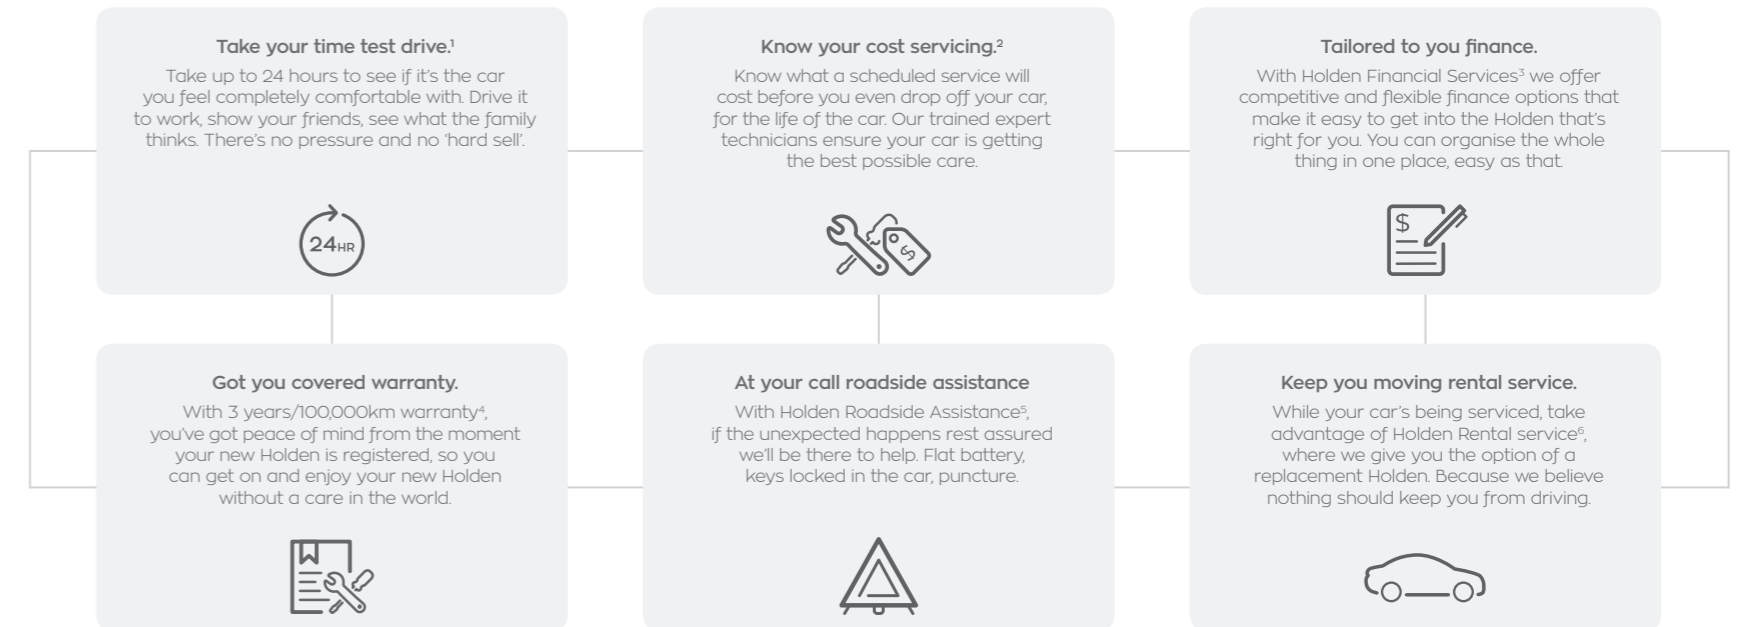 Take your time test drive.¹
Take up to 24 hours to see if it's the car
you feel completely comfortable with. Drive it
to work, show your friends, see what the family
thinks. There's no pressure and no 'hard sell'.
24HR
Know your cost servicing.²
Know what a scheduled service will
cost before you even drop off your car,
for the life of the car. Our trained expert
technicians ensure your car is getting
the best possible care.
$
Tailored to you finance.
With Holden Financial Services³ we offer
competitive and flexible finance options that
make it easy to get into the Holden that's
right for you. You can organise the whole
thing in one place, easy as that.
$
Got you covered warranty.
With 3 years/100,000km warranty⁴,
you've got peace of mind from the moment
your new Holden is registered, so you
can get on and enjoy your new Holden
without a care in the world.
At your call roadside assistance
With Holden Roadside Assistance⁵,
if the unexpected happens rest assured
we'll be there to help. Flat battery,
keys locked in the car, puncture.
Keep you moving rental service.
While your car's being serviced, take
advantage of Holden Rental service⁶,
where we give you the option of a
replacement Holden. Because we believe
nothing should keep you from driving.